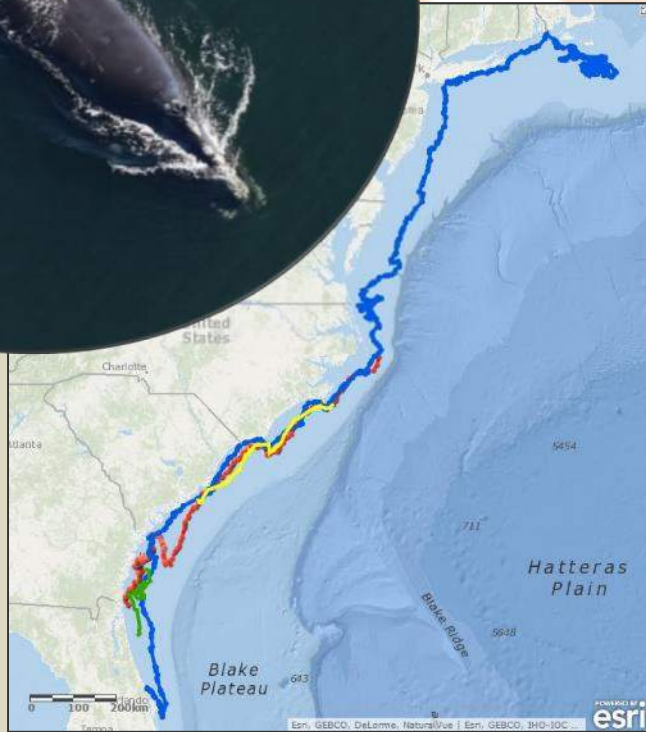 United
States
Charlotte
Atlanta
5454
711
Hatteras
Plain
Blake Ridge
5648
Blake
Plateau
643
0 100 200km
Tampa
Esri, GEBCO, DeLorme, NaturalVue | Esri, GEBCO, IHO-IOC ...
POWERED BY
esri